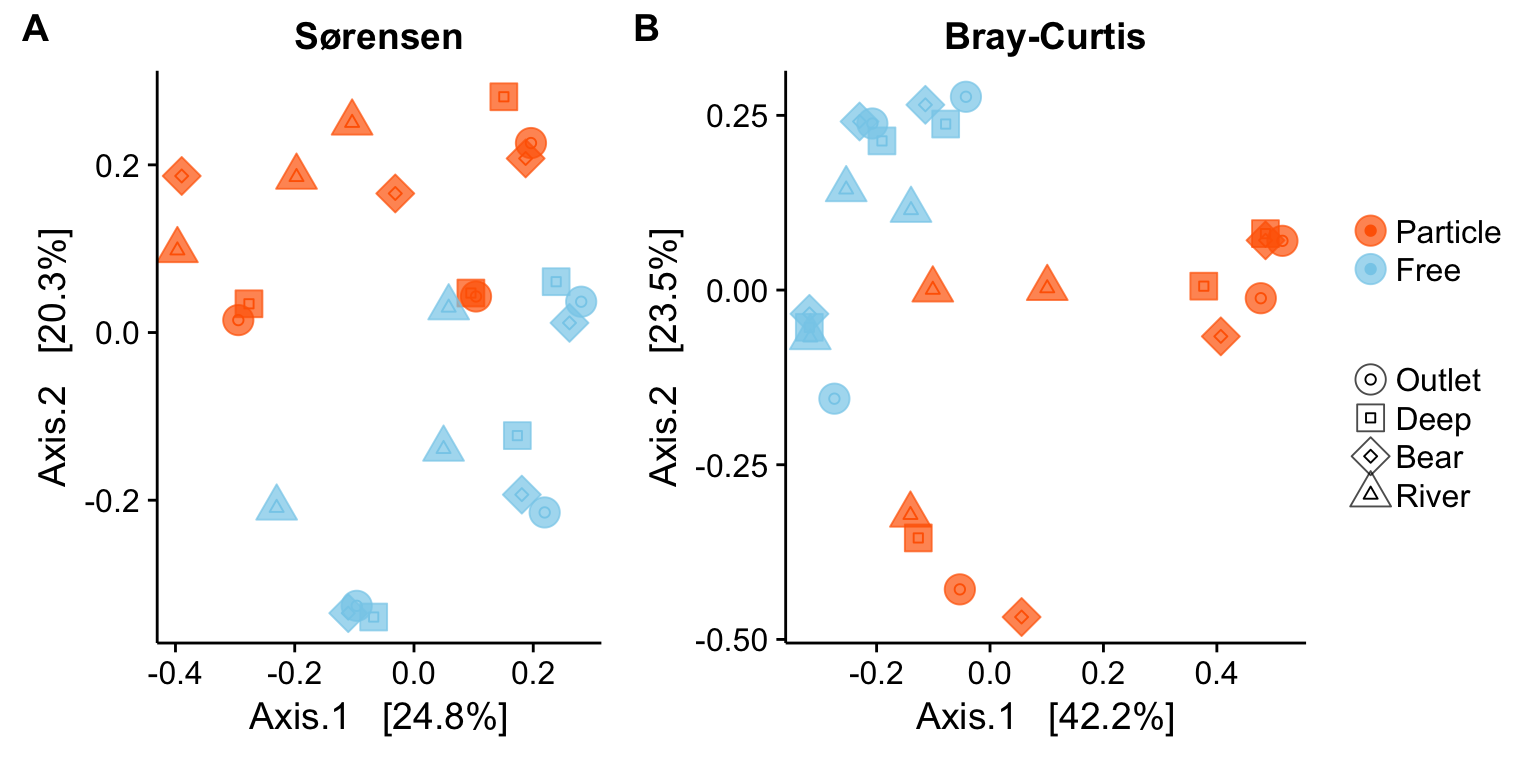 A
Sørensen
0.2
0.0
-0.2
-0.4
-0.2
0.0
0.2
Axis.2 [20.3%]
Axis.1 [24.8%]
B
Bray-Curtis
0.25
0.00
-0.25
-0.50
-0.2
0.0
0.2
0.4
Axis.2 [23.5%]
Axis.1 [42.2%]
Particle
Free
Outlet
Deep
Bear
River